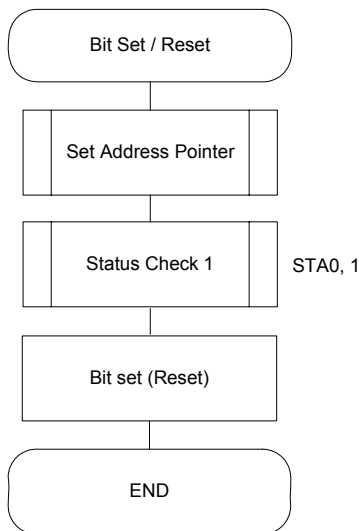 Bit Set / Reset
Set Address Pointer
Status Check 1
STA0, 1
Bit set (Reset)
END